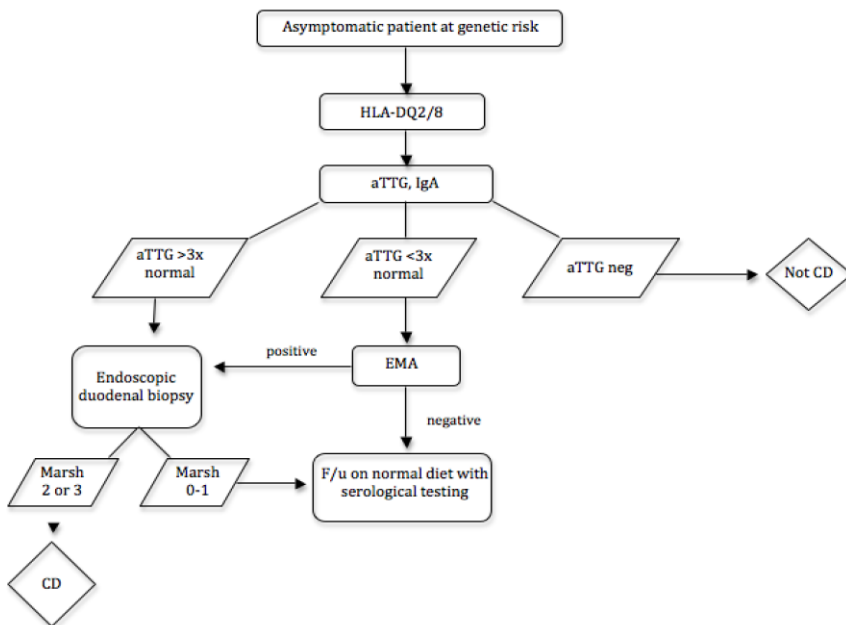 Asymptomatic patient at genetic risk
HLA-DQ2/8
aTTG, IgA
aTTG >3x
normal
aTTG <3x
normal
aTTG neg
Not CD
positive
EMA
Endoscopic
duodenal biopsy
negative
Marsh
2 or 3
Marsh
0-1
F/u on normal diet with
serological testing
CD